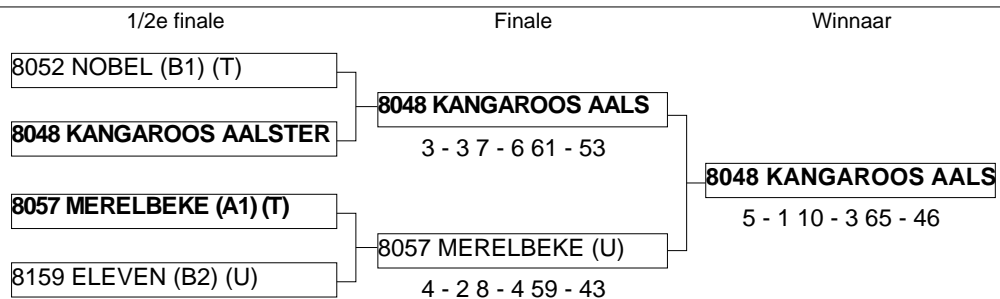 1/2e finale
Finale
Winnaar
8052 NOBEL (B1) (T)
8048 KANGAROOS AALSTER
8057 MERELBEKE (A1) (T)
8159 ELEVEN (B2) (U)
8048 KANGAROOS AALS
3 - 3 7 - 6 61 - 53
8057 MERELBEKE (U)
4 - 2 8 - 4 59 - 43
8048 KANGAROOS AALS
5 - 1 10 - 3 65 - 46